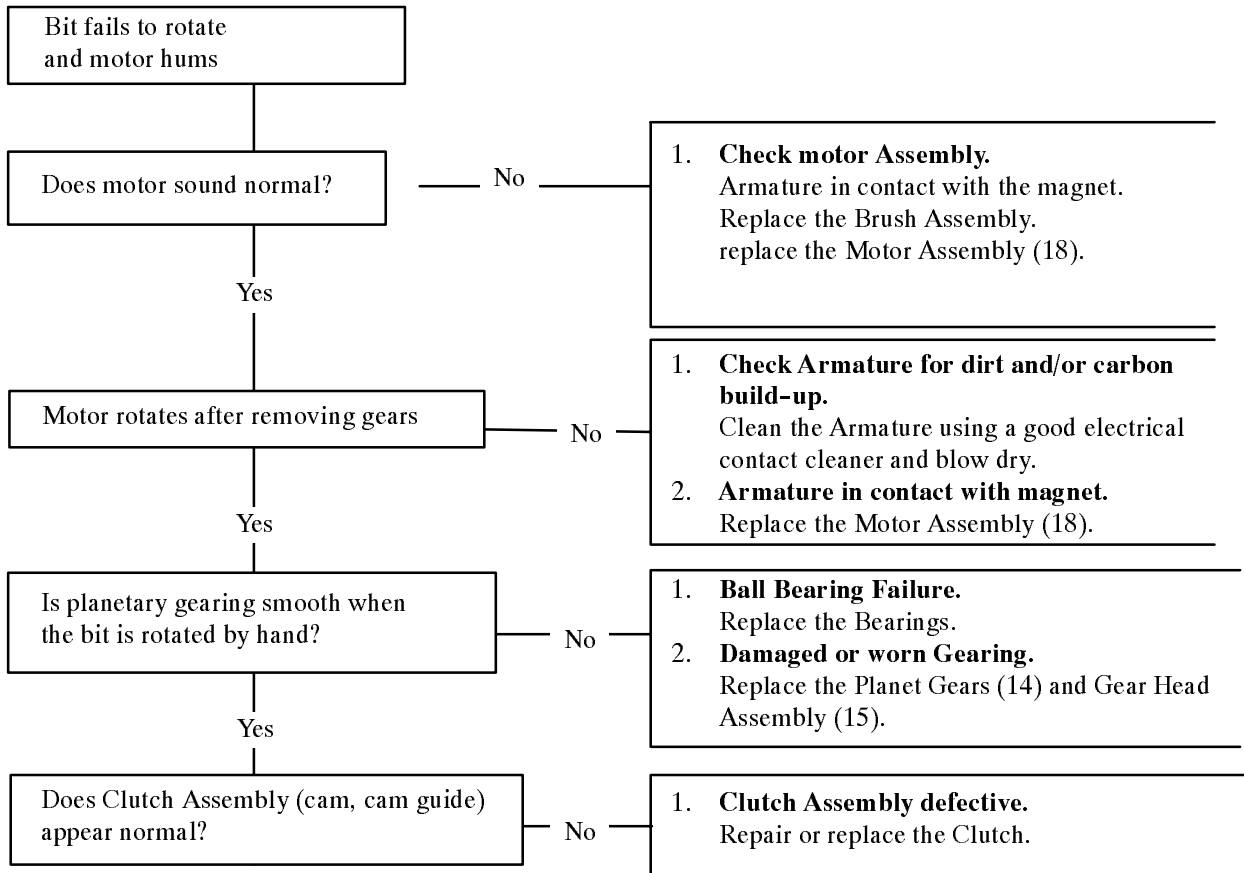 Bit fails to rotate
and motor hums
Does motor sound normal?
No
1. Check motor Assembly.
Armature in contact with the magnet.
Replace the Brush Assembly.
replace the Motor Assembly (18).
Yes
Motor rotates after removing gears
No
1. Check Armature for dirt and/or carbon
build-up.
Clean the Armature using a good electrical
contact cleaner and blow dry.
2. Armature in contact with magnet.
Replace the Motor Assembly (18).
Yes
Is planetary gearing smooth when
the bit is rotated by hand?
No
1. Ball Bearing Failure.
Replace the Bearings.
2. Damaged or worn Gearing.
Replace the Planet Gears (14) and Gear Head
Assembly (15).
Yes
Does Clutch Assembly (cam, cam guide)
appear normal?
No
1. Clutch Assembly defective.
Repair or replace the Clutch.